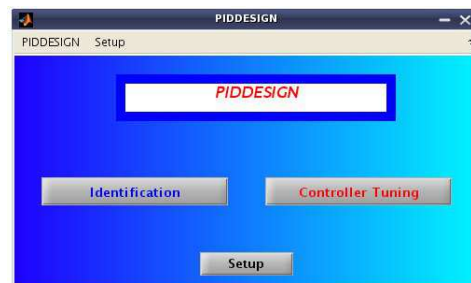 PIDDESIGN
PIDDESIGN Setup
PIDDESIGN
Identification Controller Tuning
Setup